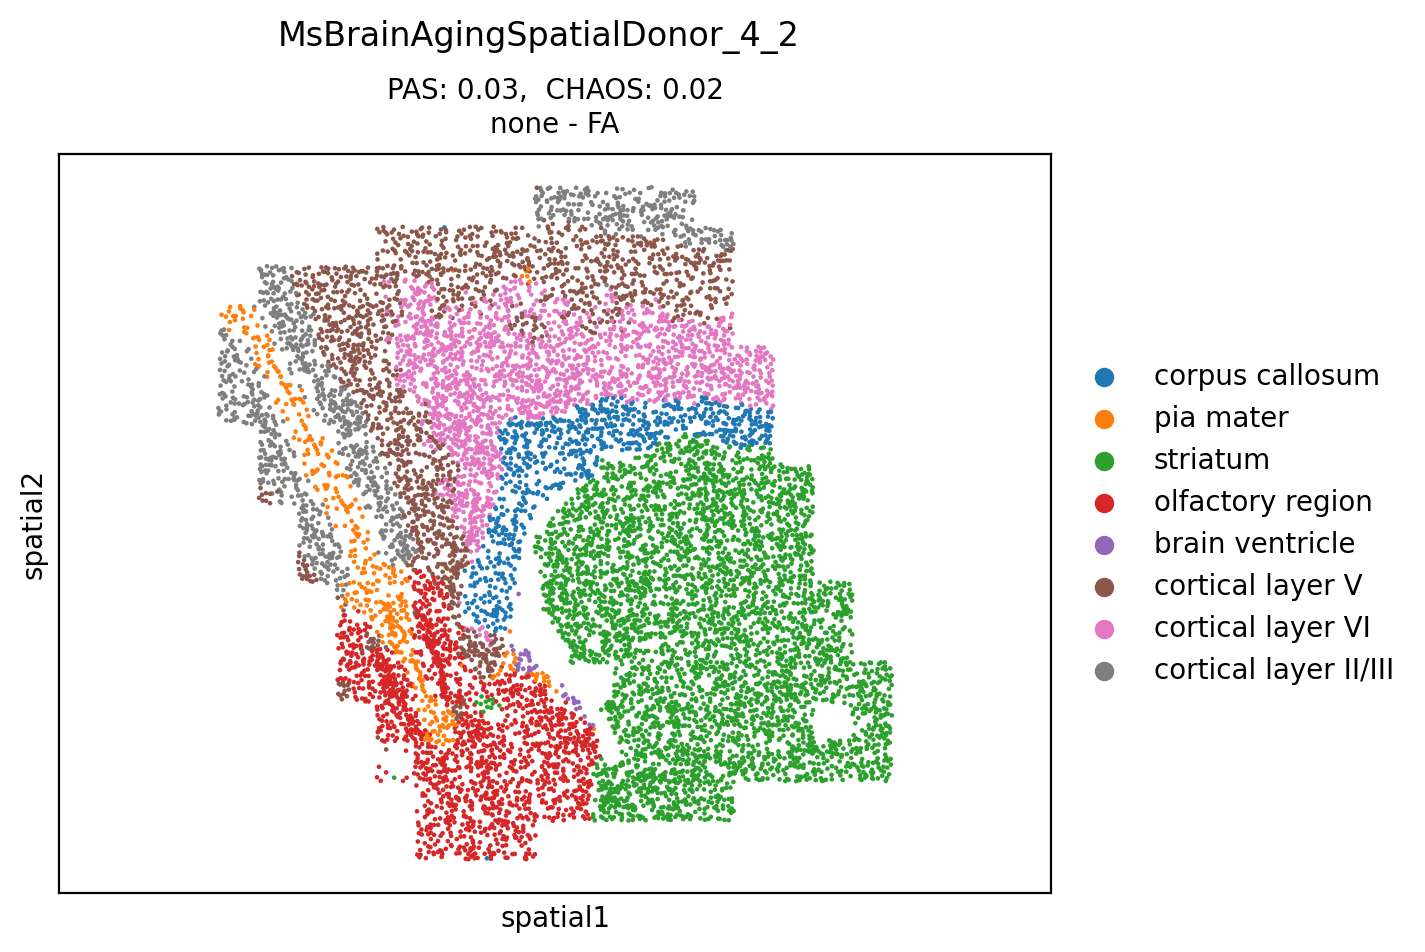 MsBrainAgingSpatialDonor_4_2
PAS: 0.03,  CHAOS: 0.02
none - FA
spatial2
spatial1
corpus callosum
pia mater
striatum
olfactory region
brain ventricle
cortical layer V
cortical layer VI
cortical layer II/III